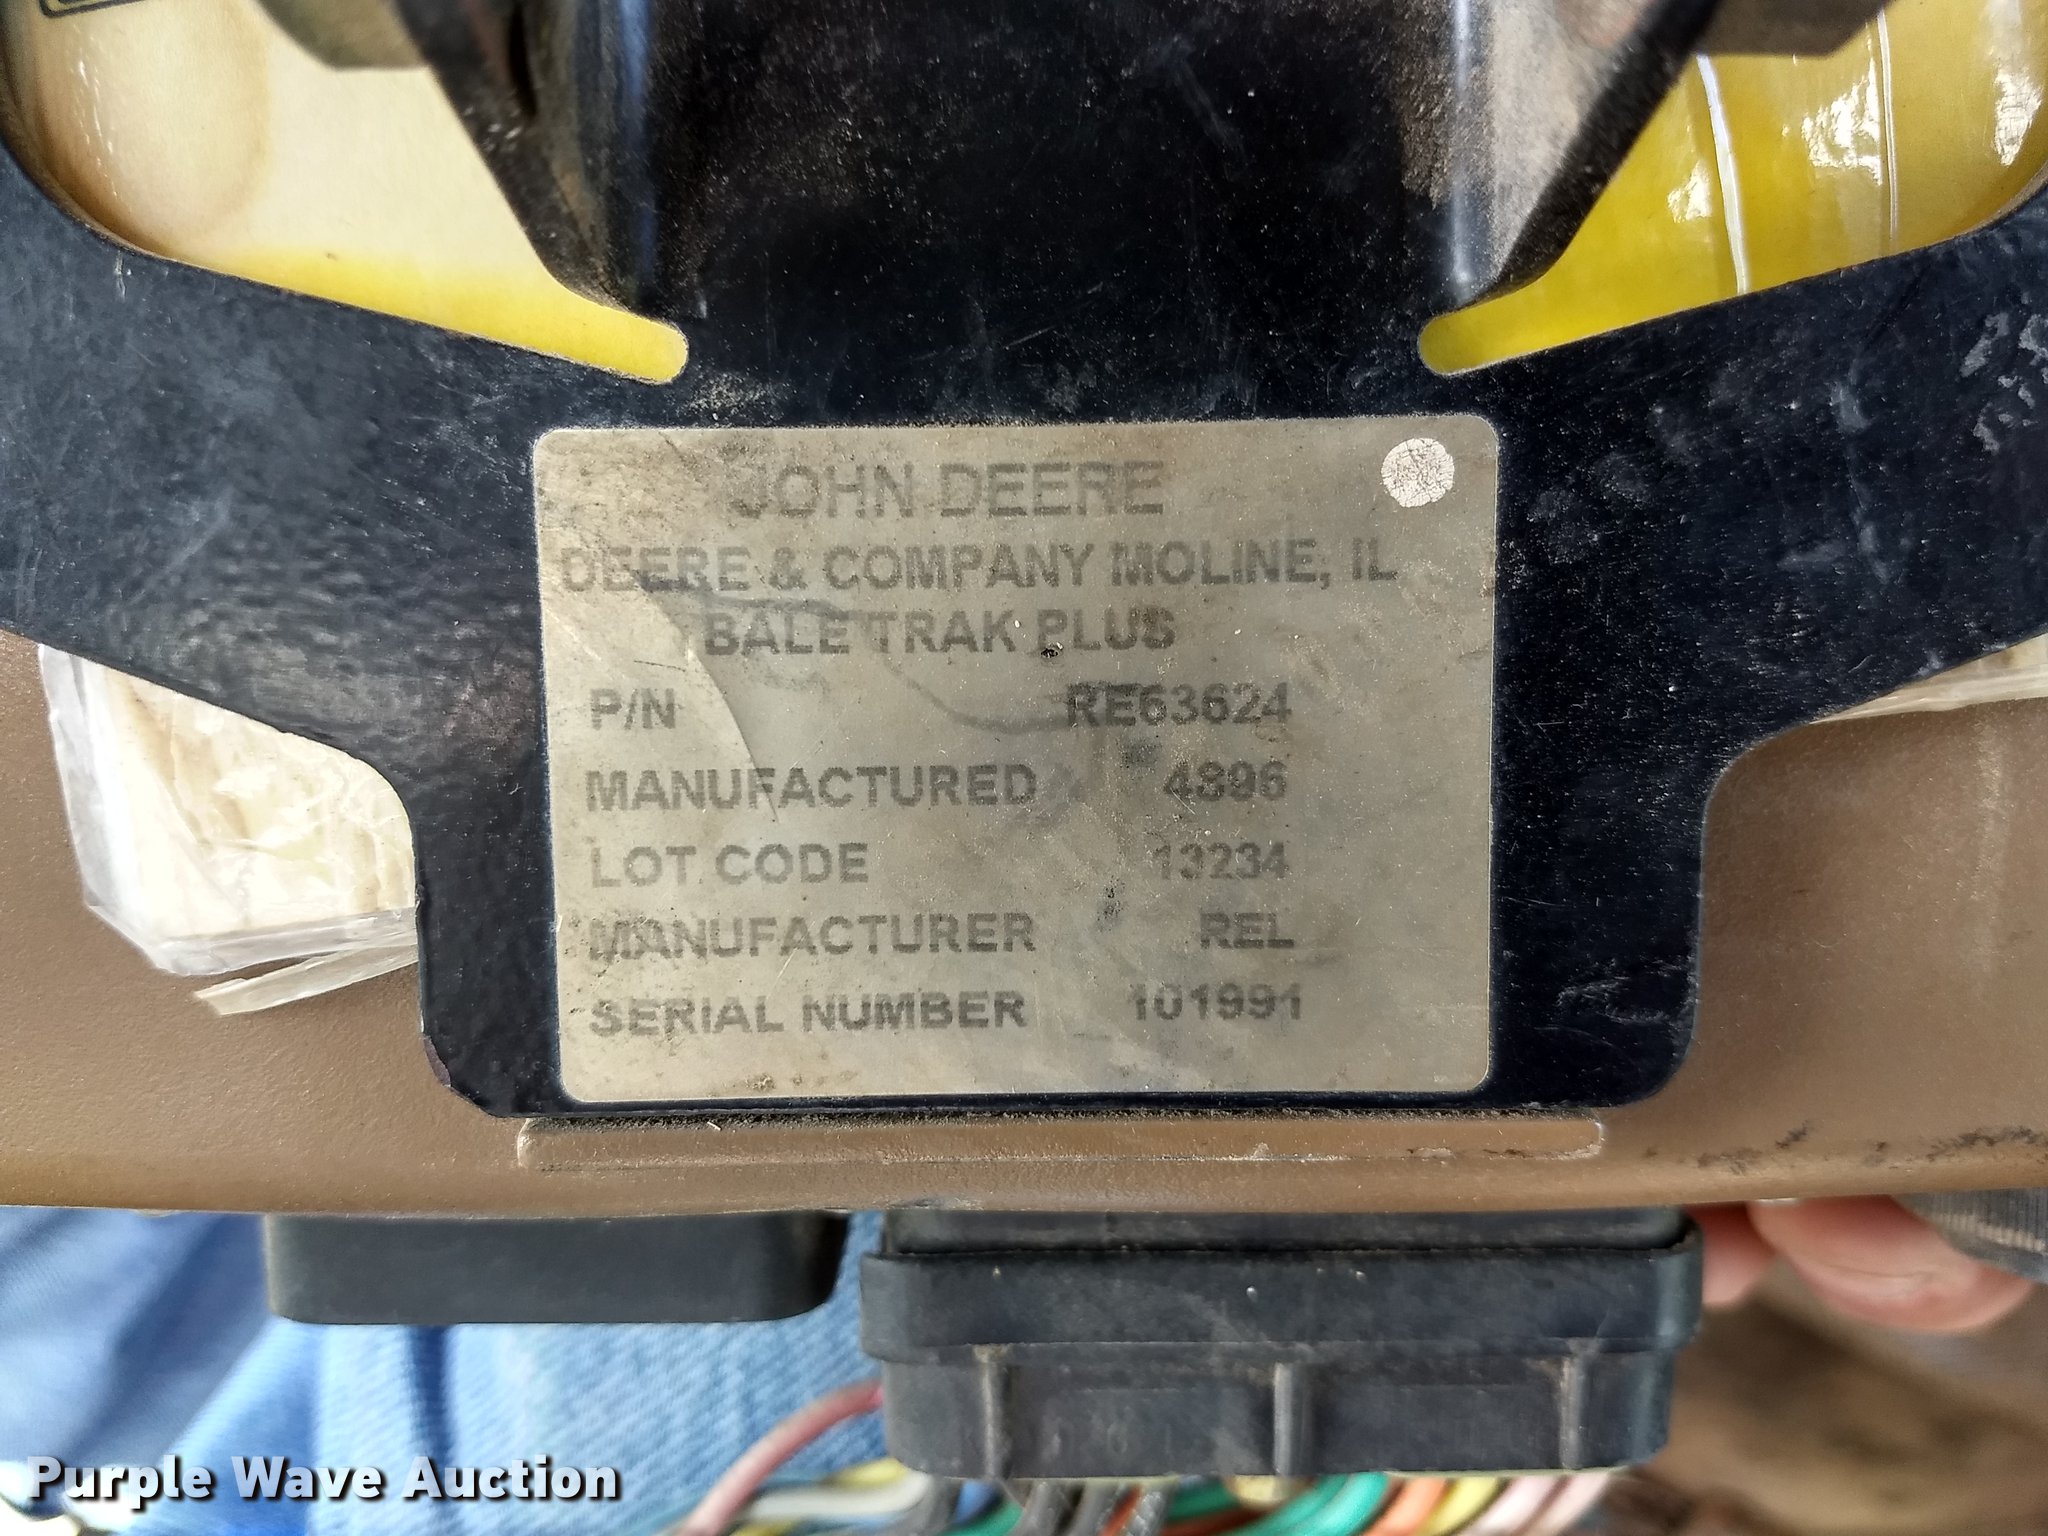 JOHN DEERE
DEERE & COMPANY MOLINE, IL
BALE TRAK PLUS
P/N RE63624
MANUFACTURED 4896
LOT CODE 13234
MANUFACTURER REL
SERIAL NUMBER 101991
Purple Wave Auction